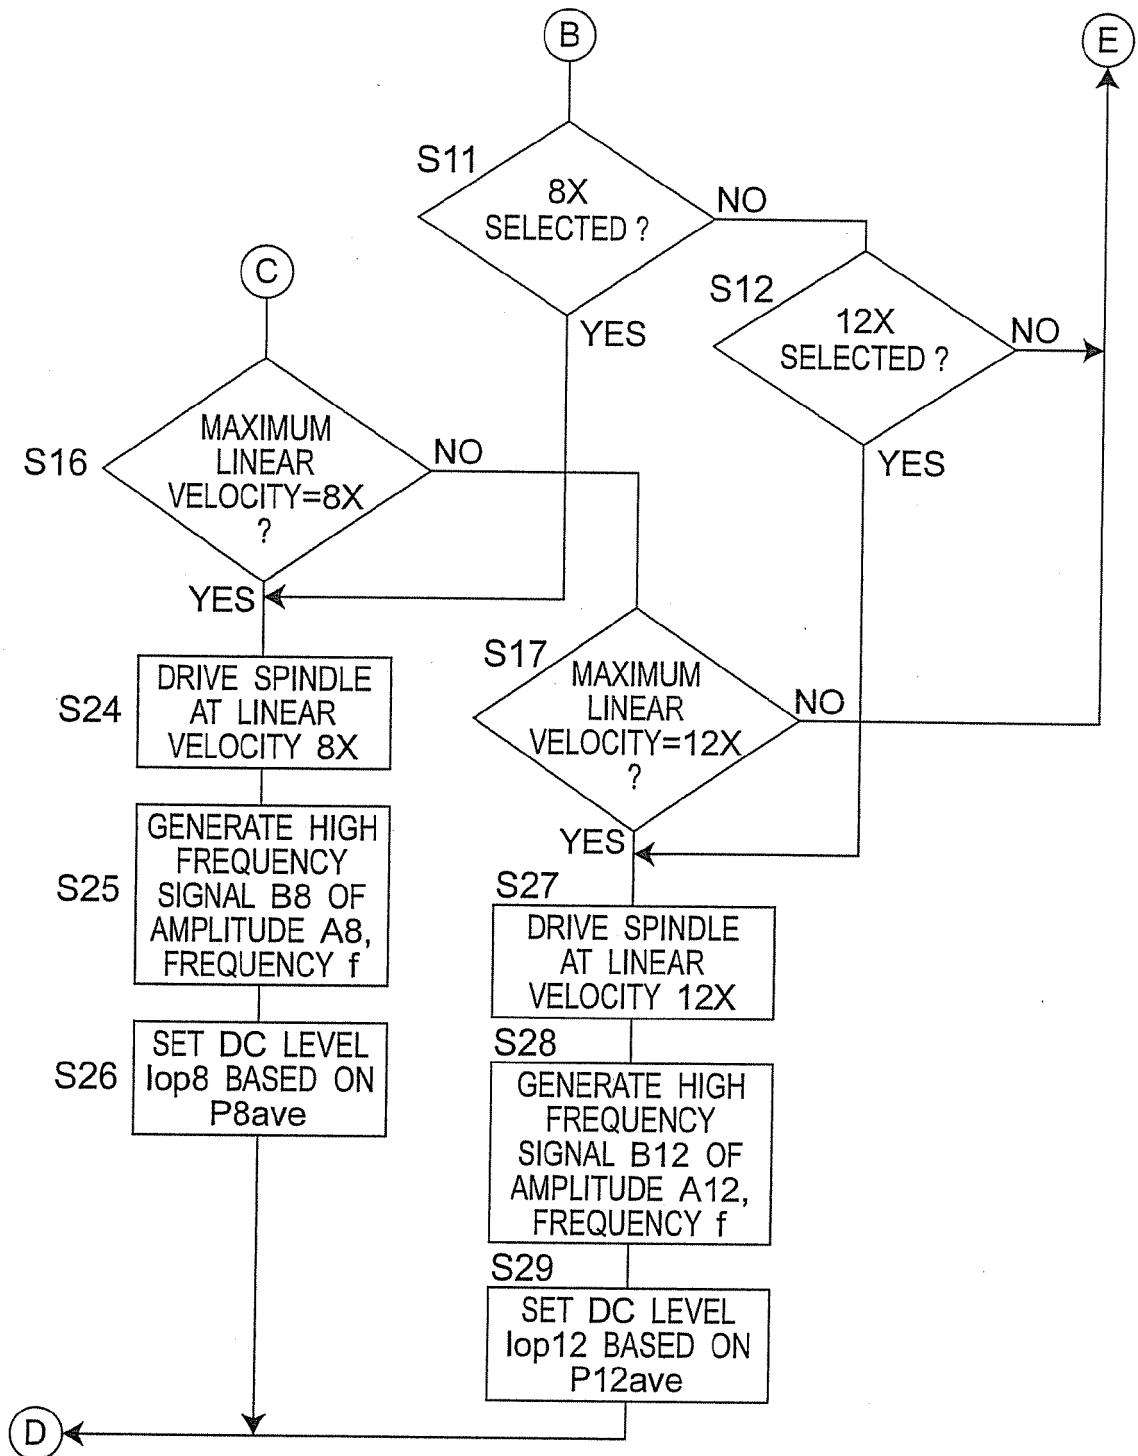 B
E
S11
8X
SELECTED ?
NO
YES
C
S12
12X
SELECTED ?
NO
YES
S16
MAXIMUM
LINEAR
VELOCITY=8X
?
NO
YES
S17
MAXIMUM
LINEAR
VELOCITY=12X
?
NO
YES
S24
DRIVE SPINDLE
AT LINEAR
VELOCITY 8X
S25
GENERATE HIGH
FREQUENCY
SIGNAL B8 OF
AMPLITUDE A8,
FREQUENCY f
S26
SET DC LEVEL
Iop8 BASED ON
P8ave
S27
DRIVE SPINDLE
AT LINEAR
VELOCITY 12X
S28
GENERATE HIGH
FREQUENCY
SIGNAL B12 OF
AMPLITUDE A12,
FREQUENCY f
S29
SET DC LEVEL
Iop12 BASED ON
P12ave
D